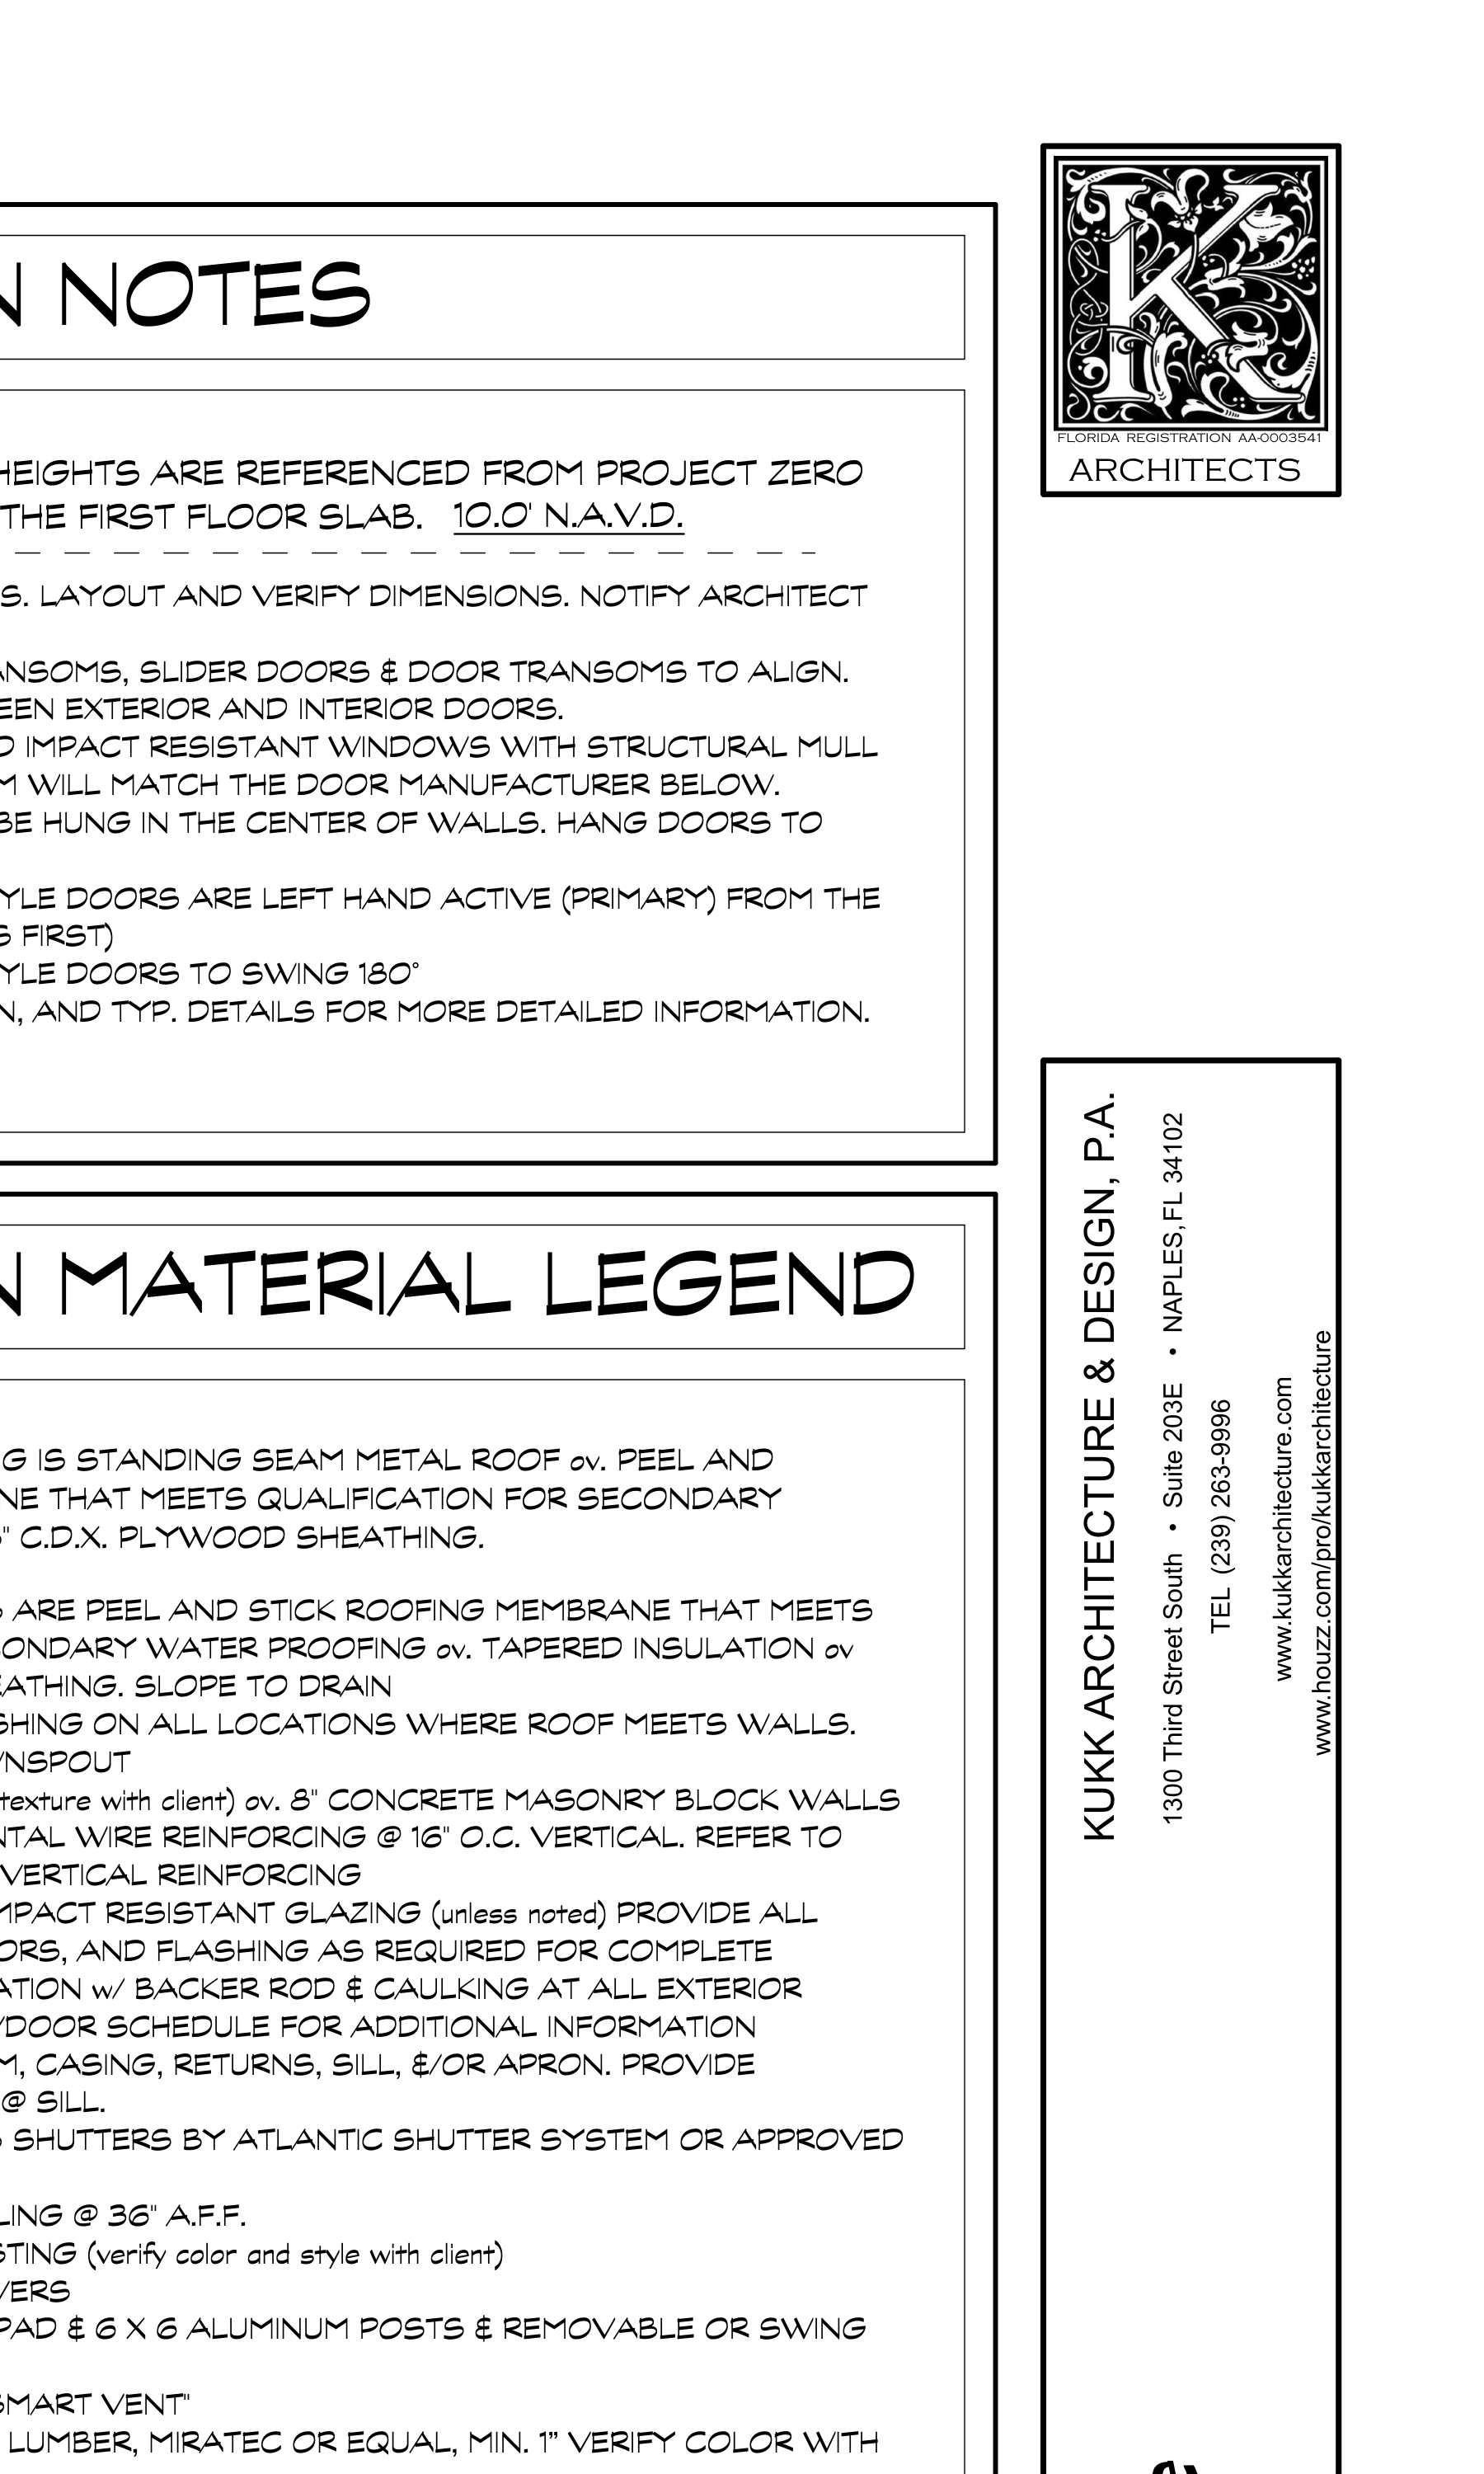 N NOTES
HEIGHTS ARE REFERENCED FROM PROJECT ZERO
THE FIRST FLOOR SLAB. 10.0' N.A.V.D.
S. LAYOUT AND VERIFY DIMENSIONS. NOTIFY ARCHITECT
ANSOMS, SLIDER DOORS & DOOR TRANSOMS TO ALIGN.
EEN EXTERIOR AND INTERIOR DOORS.
D IMPACT RESISTANT WINDOWS WITH STRUCTURAL MULL
M WILL MATCH THE DOOR MANUFACTURER BELOW.
BE HUNG IN THE CENTER OF WALLS. HANG DOORS TO
YLE DOORS ARE LEFT HAND ACTIVE (PRIMARY) FROM THE
S FIRST)
YLE DOORS TO SWING 180°
N, AND TYP. DETAILS FOR MORE DETAILED INFORMATION.
N MATERIAL LEGEND
G IS STANDING SEAM METAL ROOF ov. PEEL AND
NE THAT MEETS QUALIFICATION FOR SECONDARY
" C.D.X. PLYWOOD SHEATHING.
S ARE PEEL AND STICK ROOFING MEMBRANE THAT MEETS
ONDARY WATER PROOFING ov. TAPERED INSULATION ov
EATHING. SLOPE TO DRAIN
SHING ON ALL LOCATIONS WHERE ROOF MEETS WALLS.
WNSPOUT
texture with client) ov. 8" CONCRETE MASONRY BLOCK WALLS
NTAL WIRE REINFORCING @ 16" O.C. VERTICAL. REFER TO
VERTICAL REINFORCING
MPACT RESISTANT GLAZING (unless noted) PROVIDE ALL
ORS, AND FLASHING AS REQUIRED FOR COMPLETE
ATION w/ BACKER ROD & CAULKING AT ALL EXTERIOR
/DOOR SCHEDULE FOR ADDITIONAL INFORMATION
M, CASING, RETURNS, SILL, &/OR APRON. PROVIDE
@ SILL.
S SHUTTERS BY ATLANTIC SHUTTER SYSTEM OR APPROVED
LING @ 36" A.F.F.
STING (verify color and style with client)
VERS
PAD & 6 X 6 ALUMINUM POSTS & REMOVABLE OR SWING
SMART VENT"
LUMBER, MIRATEC OR EQUAL, MIN. 1” VERIFY COLOR WITH
K
FLORIDA REGISTRATION AA-0003541
ARCHITECTS
KUKK ARCHITECTURE & DESIGN, P.A.
1300 Third Street South • Suite 203E • NAPLES, FL 34102
TEL (239) 263-9996
www.kukkarchitecture.com
www.houzz.com/pro/kukkarchitecture